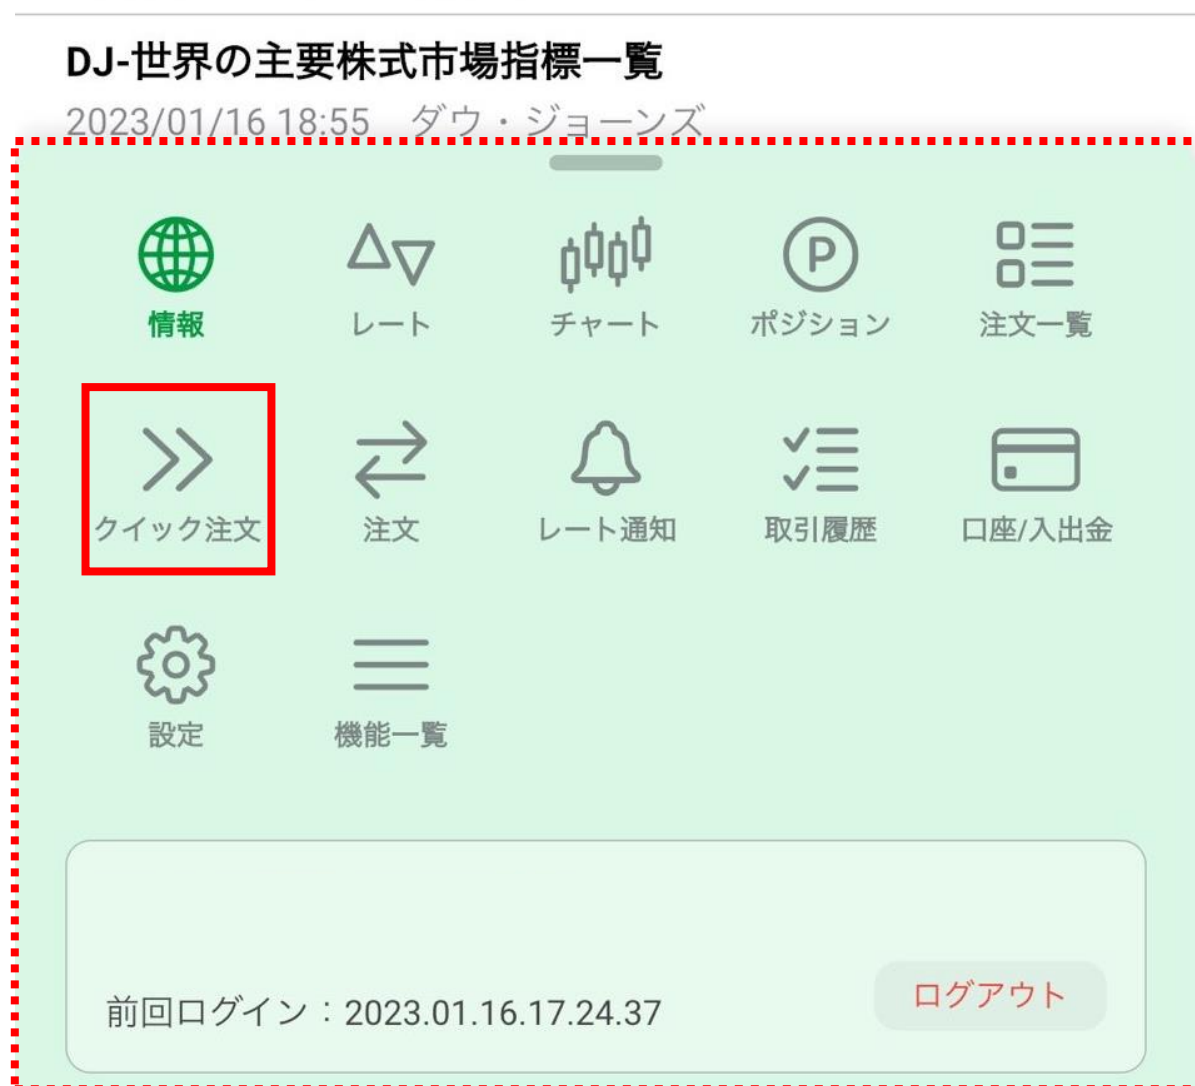 DJ-世界の主要株式市場指標一覧
2023/01/16 18:55 ダウ・ジョーンズ
情報 レート チャート ポジション 注文一覧
クイック注文 注文 レート通知 取引履歴 口座/入出金
設定 機能一覧
前回ログイン：2023.01.16.17.24.37 ログアウト